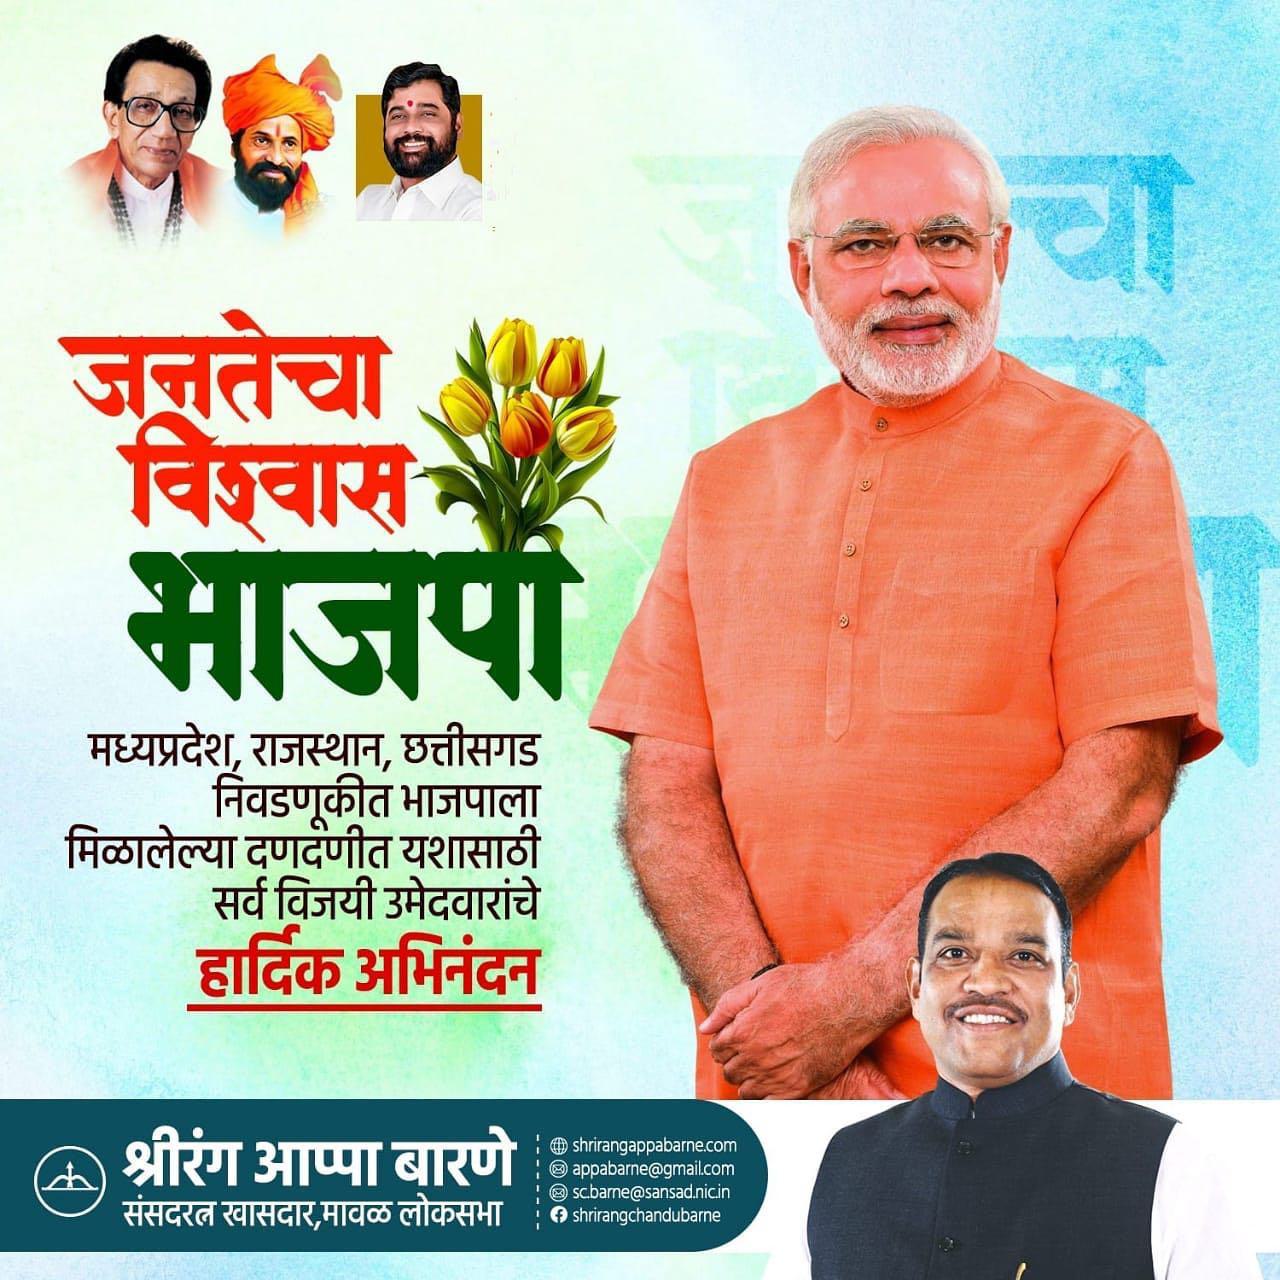 जनतेचा
विश्वास
भाजपा
मध्यप्रदेश, राजस्थान, छत्तीसगड
निवडणूकीत भाजपाला
मिळालेल्या दणदणीत यशासाठी
सर्व विजयी उमेदवारांचे
हार्दिक अभिनंदन
श्रीरंग आप्पा बारणे
संसदरत्न खासदार,मावळ लोकसभा
shrirangappabarne.com
appabarne@gmail.com
sc.barne@sansad.nic.in
shrirangchandubarne